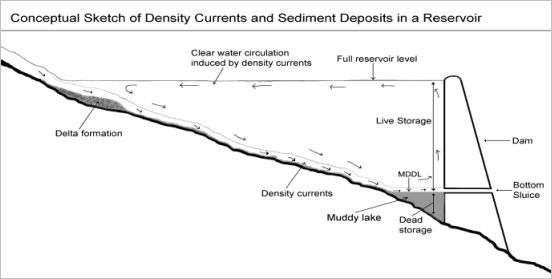 Conceptual Sketch of Density Currents and Sediment Deposits in a Reservoir
Clear water circulation
induced by density currents
Full reservoir level
Live Storage
Delta formation
Dam
MDDL
Density currents
Bottom
Sluice
Muddy lake
Dead
storage